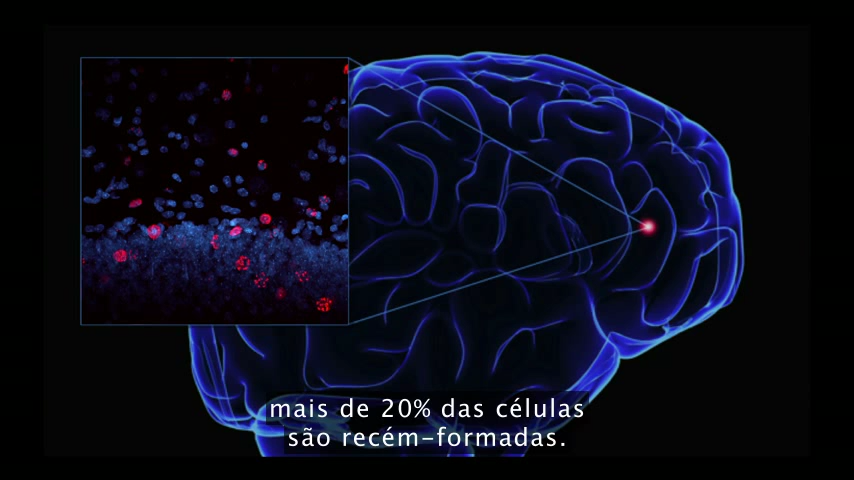 mais de 20% das células
são recém-formadas.